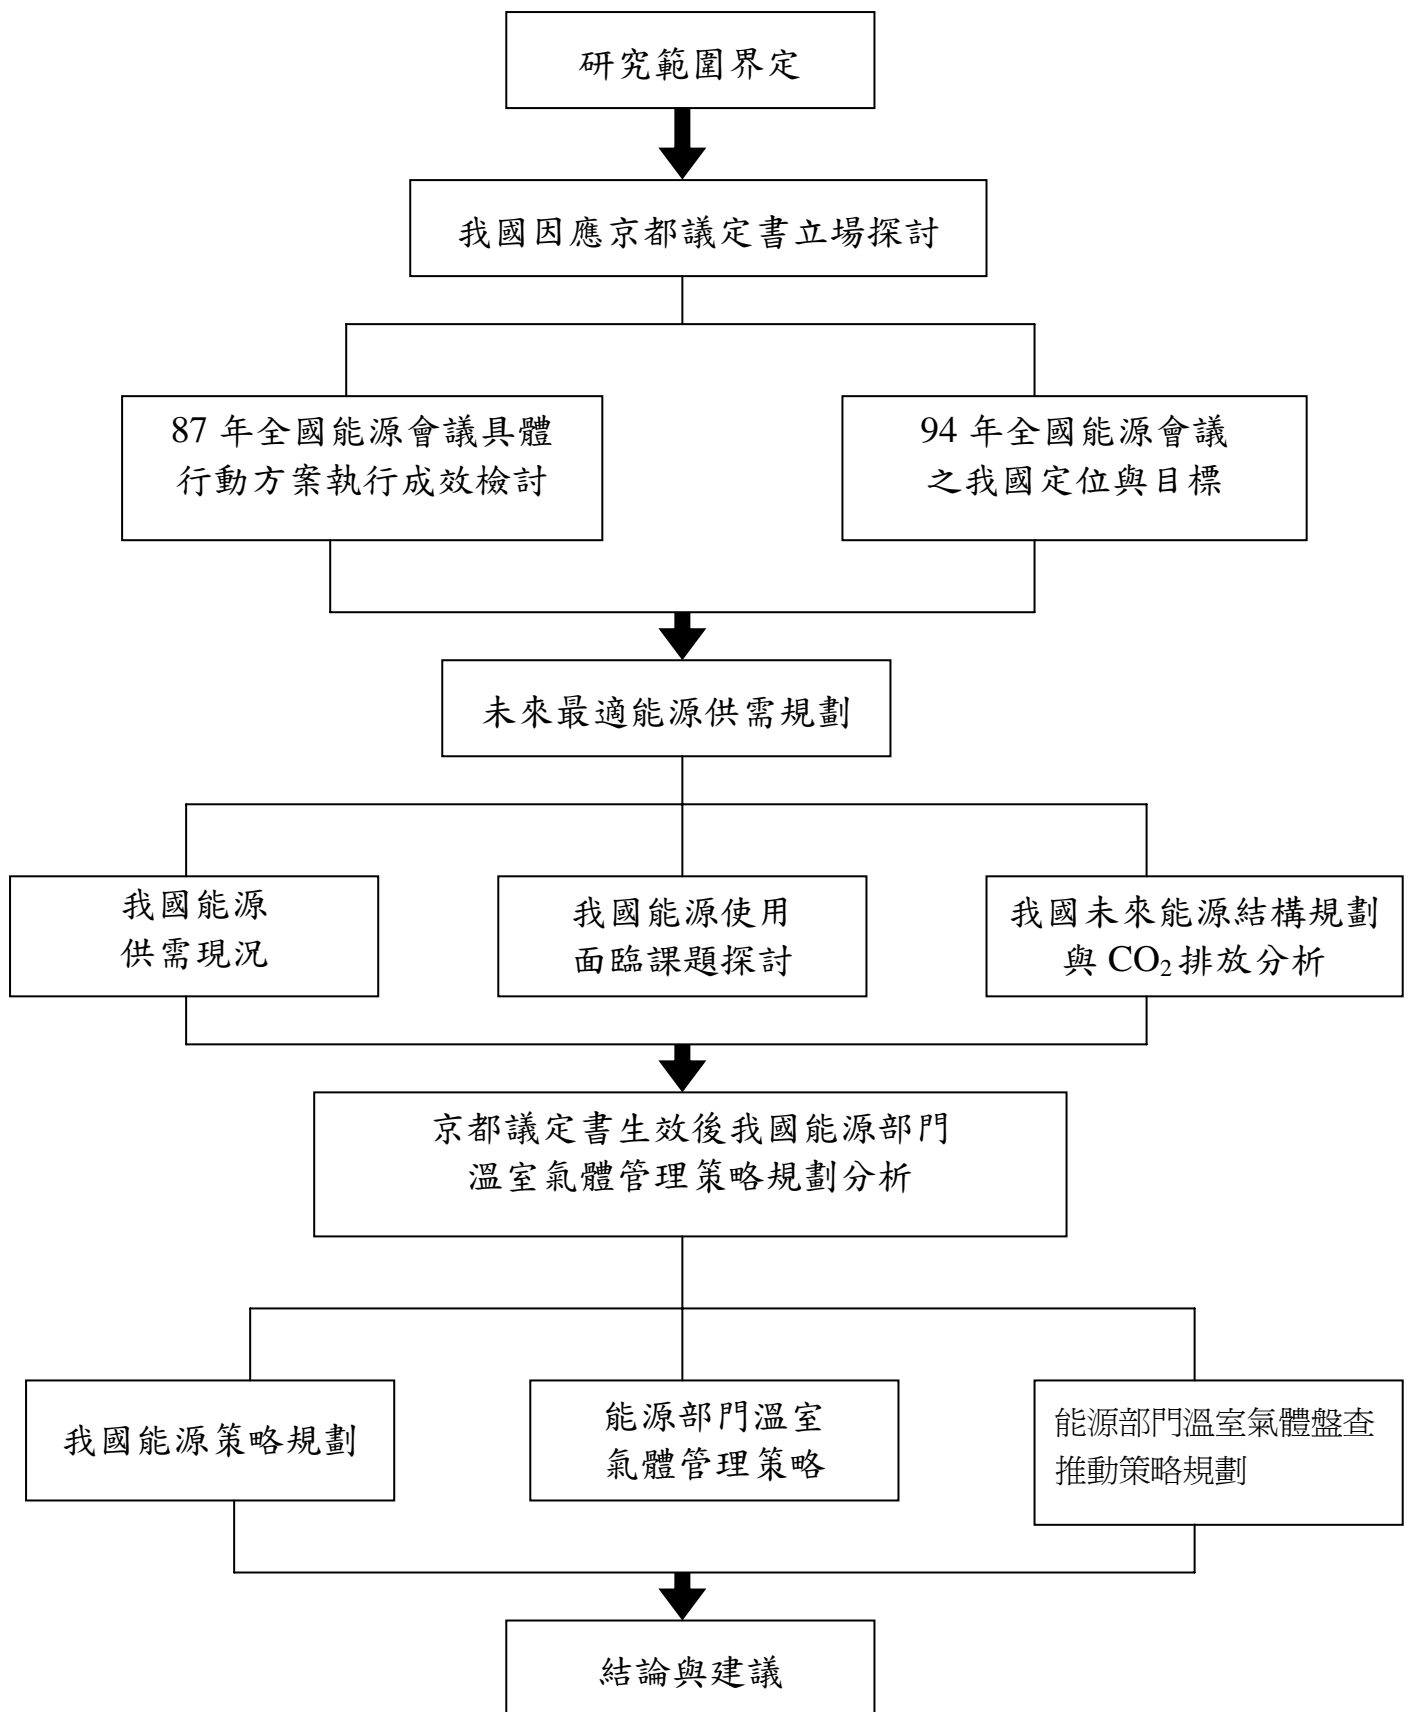 研究範圍界定
我國因應京都議定書立場探討
87 年全國能源會議具體
行動方案執行成效檢討
94 年全國能源會議
之我國定位與目標
未來最適能源供需規劃
我國能源
供需現況
我國能源使用
面臨課題探討
我國未來能源結構規劃
與 CO₂排放分析
京都議定書生效後我國能源部門
溫室氣體管理策略規劃分析
我國能源策略規劃
能源部門溫室
氣體管理策略
能源部門溫室氣體盤查
推動策略規劃
結論與建議